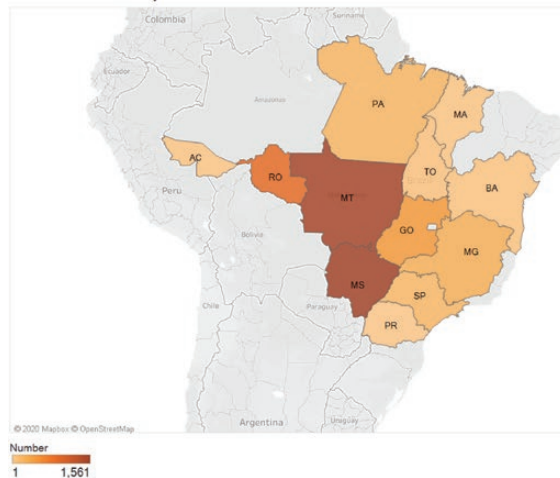 Colombia
Suriname
Ecuador
Amazonas
PA
MA
AC
RO
MT
TO
BA
Peru
Bolivia
GO
MG
MS
SP
Paraguay
PR
Chile
Argentina
Uruguay
© 2020 Mapbox © OpenStreetMap
Number
1 1,561